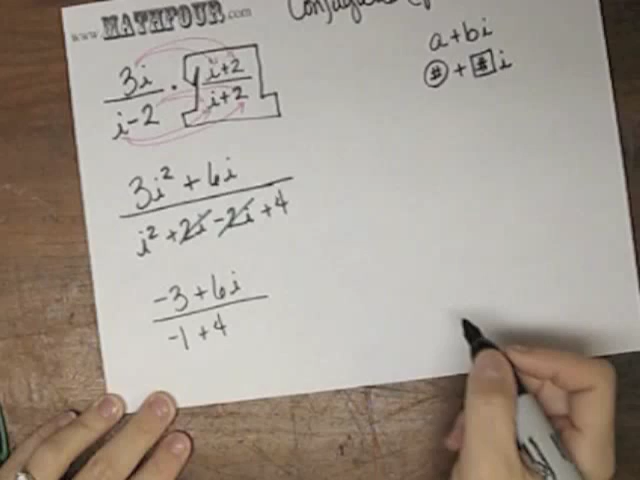 www.MATHFOUR.com
a+bi
# + # i
3i/(i-2) · (i+2)/(i+2)
3i² + 6i
i² + 2i - 2i + 4
-3 + 6i
-1 + 4